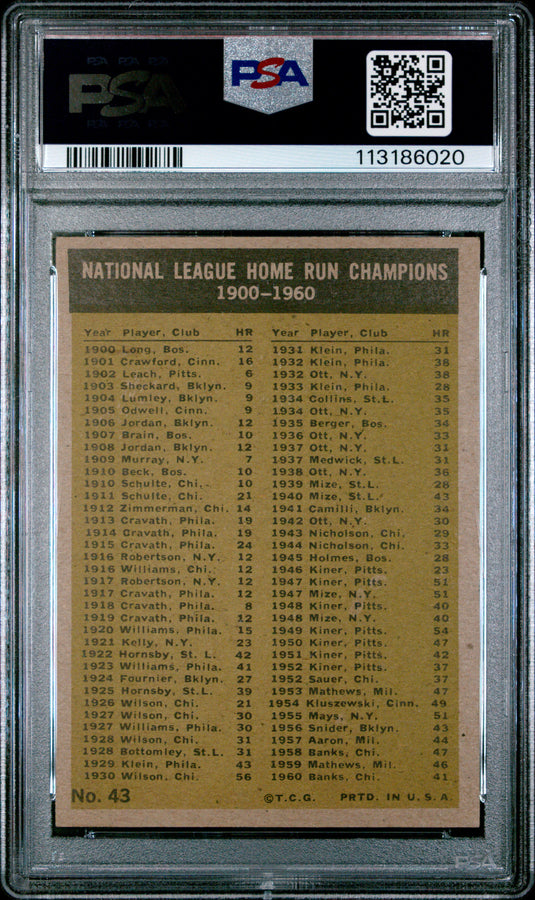 PSA PSA PSA
PSA
PSA
PSA PSA PSA
113186020
NATIONAL LEAGUE HOME RUN CHAMPIONS
1900-1960
Year Player, Club HR
1900 Long, Bos. 12
1901 Crawford, Cinn. 16
1902 Leach, Pitts. 6
1903 Sheckard, Bklyn. 9
1904 Lumley, Bklyn. 9
1905 Odwell, Cinn. 9
1906 Jordan, Bklyn. 12
1907 Brain, Bos. 10
1908 Jordan, Bklyn. 12
1909 Murray, N.Y. 7
1910 Beck, Bos. 10
1910 Schulte, Chi. 10
1911 Schulte, Chi. 21
1912 Zimmerman, Chi. 14
1913 Cravath, Phila. 19
1914 Cravath, Phila. 19
1915 Cravath, Phila. 24
1916 Robertson, N.Y. 12
1916 Williams, Chi. 12
1917 Robertson, N.Y. 12
1917 Cravath, Phila. 12
1918 Cravath, Phila. 8
1919 Cravath, Phila. 12
1920 Williams, Phila. 15
1921 Kelly, N.Y. 23
1922 Hornsby, St. L. 42
1923 Williams, Phila. 41
1924 Fournier, Bklyn. 27
1925 Hornsby, St. L. 39
1926 Wilson, Chi. 21
1927 Wilson, Chi. 30
1927 Williams, Phila. 30
1928 Wilson, Chi. 31
1928 Bottomley, St. L. 31
1929 Klein, Phila. 43
1930 Wilson, Chi. 56
Year Player, Club HR
1931 Klein, Phila. 31
1932 Klein, Phila. 38
1932 Ott, N.Y. 38
1933 Klein, Phila. 28
1934 Collins, St.L. 35
1934 Ott, N.Y. 35
1935 Berger, Bos. 34
1936 Ott, N.Y. 33
1937 Ott, N.Y. 31
1937 Medwick, St.L. 31
1938 Ott, N.Y. 36
1939 Mize, St.L. 28
1940 Mize, St.L. 43
1941 Camilli, Bklyn. 34
1942 Ott, N.Y. 30
1943 Nicholson, Chi. 29
1944 Nicholson, Chi. 33
1945 Holmes, Bos. 28
1946 Kiner, Pitts. 23
1947 Kiner, Pitts. 51
1947 Mize, N.Y. 51
1948 Kiner, Pitts. 40
1948 Mize, N.Y. 40
1949 Kiner, Pitts. 54
1950 Kiner, Pitts. 47
1951 Kiner, Pitts. 42
1952 Kiner, Pitts. 37
1952 Sauer, Chi. 37
1953 Mathews, Mil. 47
1954 Kluszewski, Cinn. 49
1955 Mays, N.Y. 51
1956 Snider, Bklyn. 43
1957 Aaron, Mil. 44
1958 Banks, Chi. 47
1959 Mathews, Mil. 46
1960 Banks, Chi. 41
No. 43
©T.C.G. PRTD. IN U.S.A.
PSA